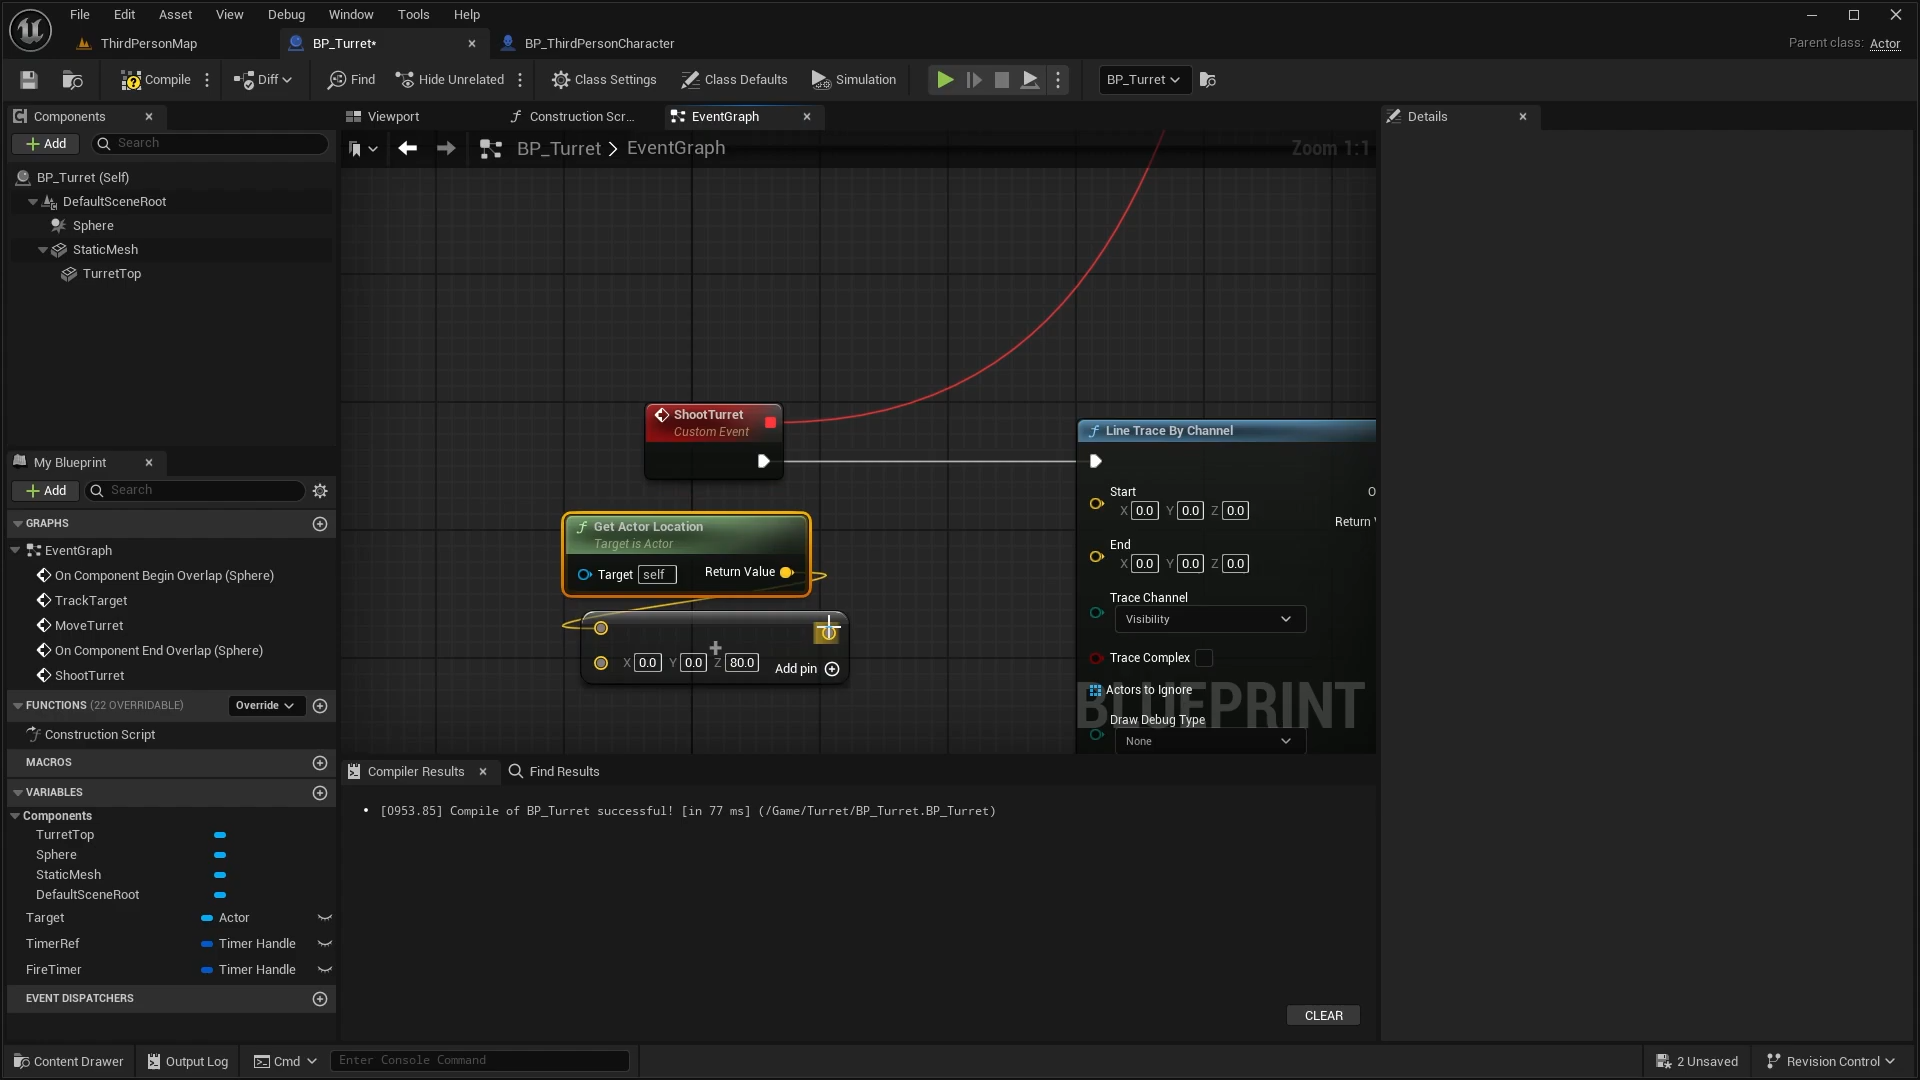 File Edit Asset View Debug Window Tools Help
ThirdPersonMap BP_Turret* BP_ThirdPersonCharacter Parent class: Actor
Compile Diff Find Hide Unrelated Class Settings Class Defaults Simulation BP_Turret
Components
Add Search
BP_Turret (Self)
DefaultSceneRoot
Sphere
StaticMesh
TurretTop
My Blueprint
Add Search
GRAPHS
EventGraph
On Component Begin Overlap (Sphere)
TrackTarget
MoveTurret
On Component End Overlap (Sphere)
ShootTurret
FUNCTIONS (22 OVERRIDABLE) Override
Construction Script
MACROS
VARIABLES
Components
TurretTop
Sphere
StaticMesh
DefaultSceneRoot
Target Actor
TimerRef Timer Handle
FireTimer Timer Handle
EVENT DISPATCHERS
Viewport Construction Scr... EventGraph
BP_Turret > EventGraph Zoom 1:1
ShootTurret
Custom Event
Get Actor Location
Target is Actor
Target self Return Value
X 0.0 Y 0.0 Z 80.0 Add pin
Line Trace By Channel
Start O
X 0.0 Y 0.0 Z 0.0
Return V
End
X 0.0 Y 0.0 Z 0.0
Trace Channel
Visibility
Trace Complex
Actors to Ignore
BLUEPRINT
Draw Debug Type
None
Compiler Results Find Results
• [0953.85] Compile of BP_Turret successful! [in 77 ms] (/Game/Turret/BP_Turret.BP_Turret)
CLEAR
Details
Content Drawer Output Log Cmd Enter Console Command 2 Unsaved Revision Control